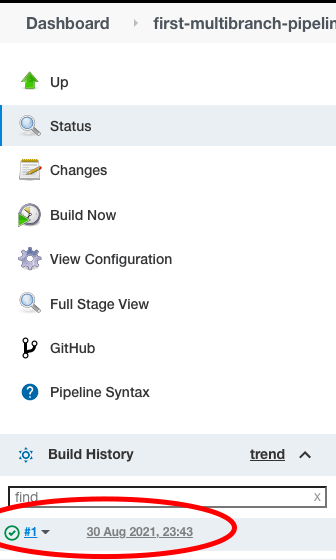 Dashboard first-multibranch-pipelin
Up
Status
Changes
Build Now
View Configuration
Full Stage View
GitHub
Pipeline Syntax
Build History trend
find x
#1 30 Aug 2021, 23:43